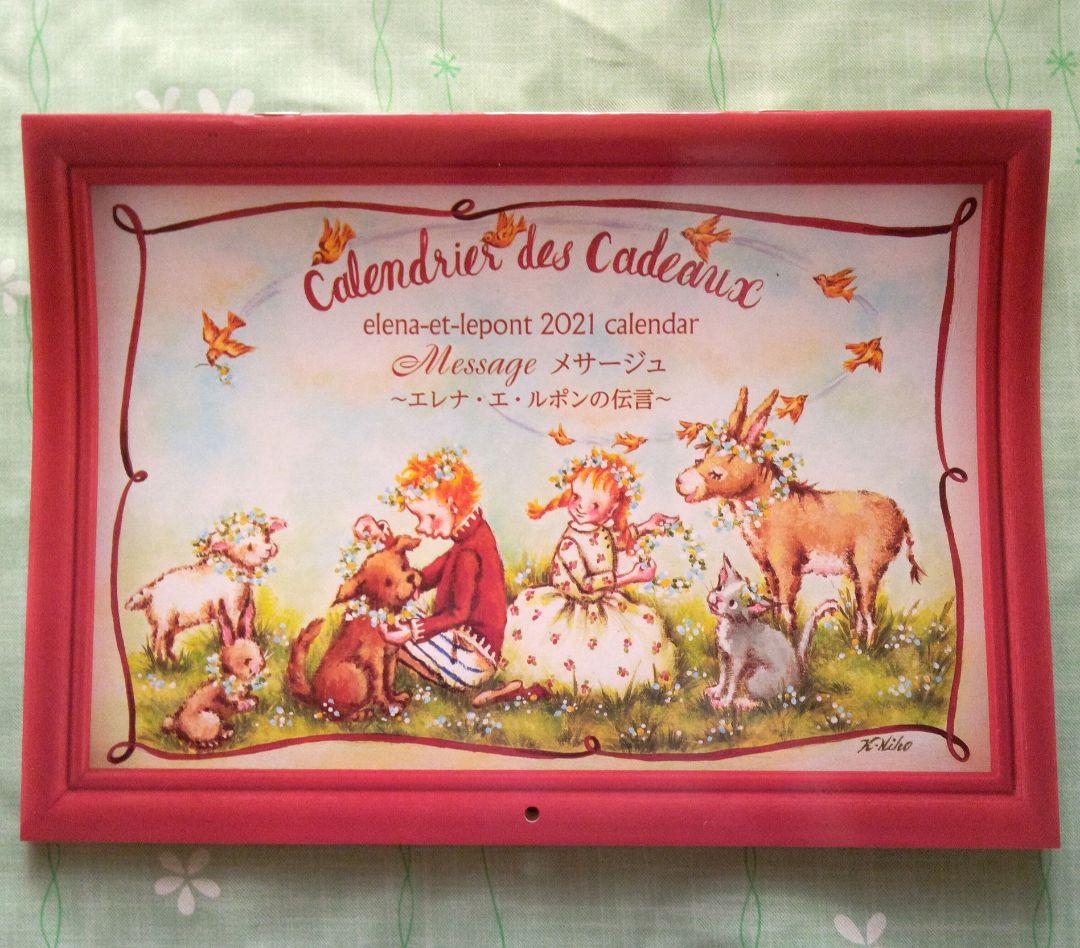 Calendrier des Cadeaux
elena-et-lepont 2021 calendar
Message メサージュ
～エレナ・エ・ルポンの伝言～
K·Niho